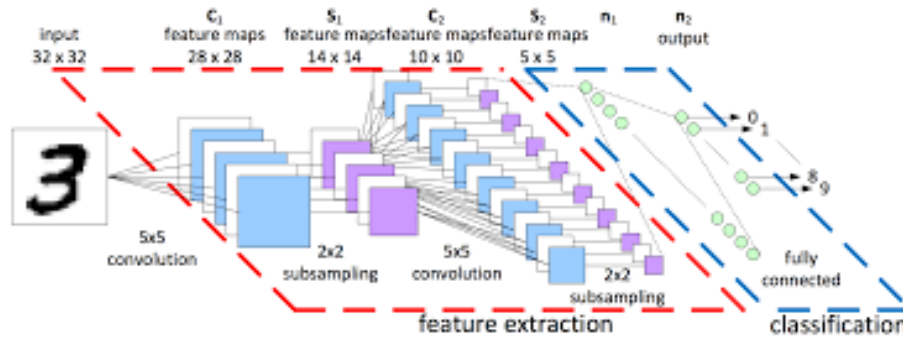 C₁ S₁ C₂ S₂ n₁ n₂
input feature maps feature maps feature maps feature maps output
32 x 32 28 x 28 14 x 14 10 x 10 5 x 5
0
1
3
8
9
5x5
convolution
2x2
subsampling
5x5
convolution
2x2
subsampling
fully
connected
feature extraction
classification